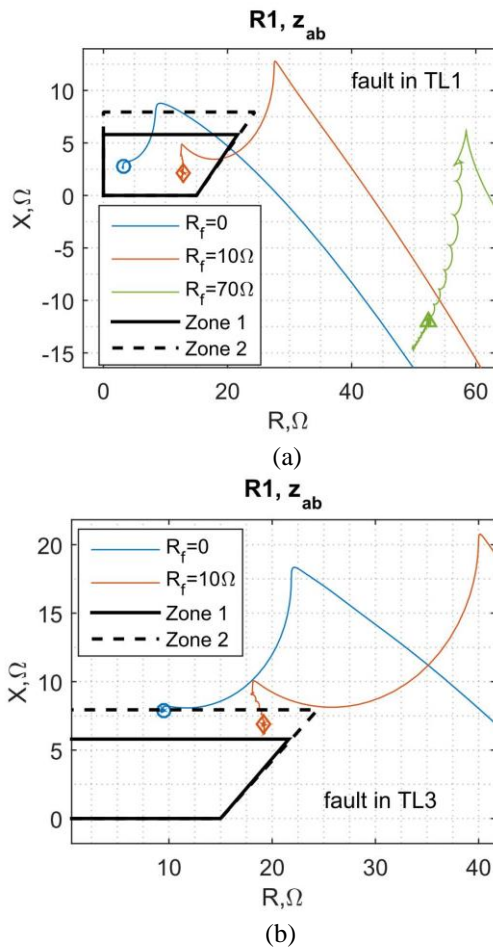 R1, z_ab
fault in TL1
10
5
0
-5
-10
-15
X,Ω
R_f=0
R_f=10Ω
R_f=70Ω
Zone 1
Zone 2
0
20
40
60
R,Ω
(a)
R1, z_ab
20
15
10
5
0
X,Ω
R_f=0
R_f=10Ω
Zone 1
Zone 2
fault in TL3
10
20
30
40
R,Ω
(b)